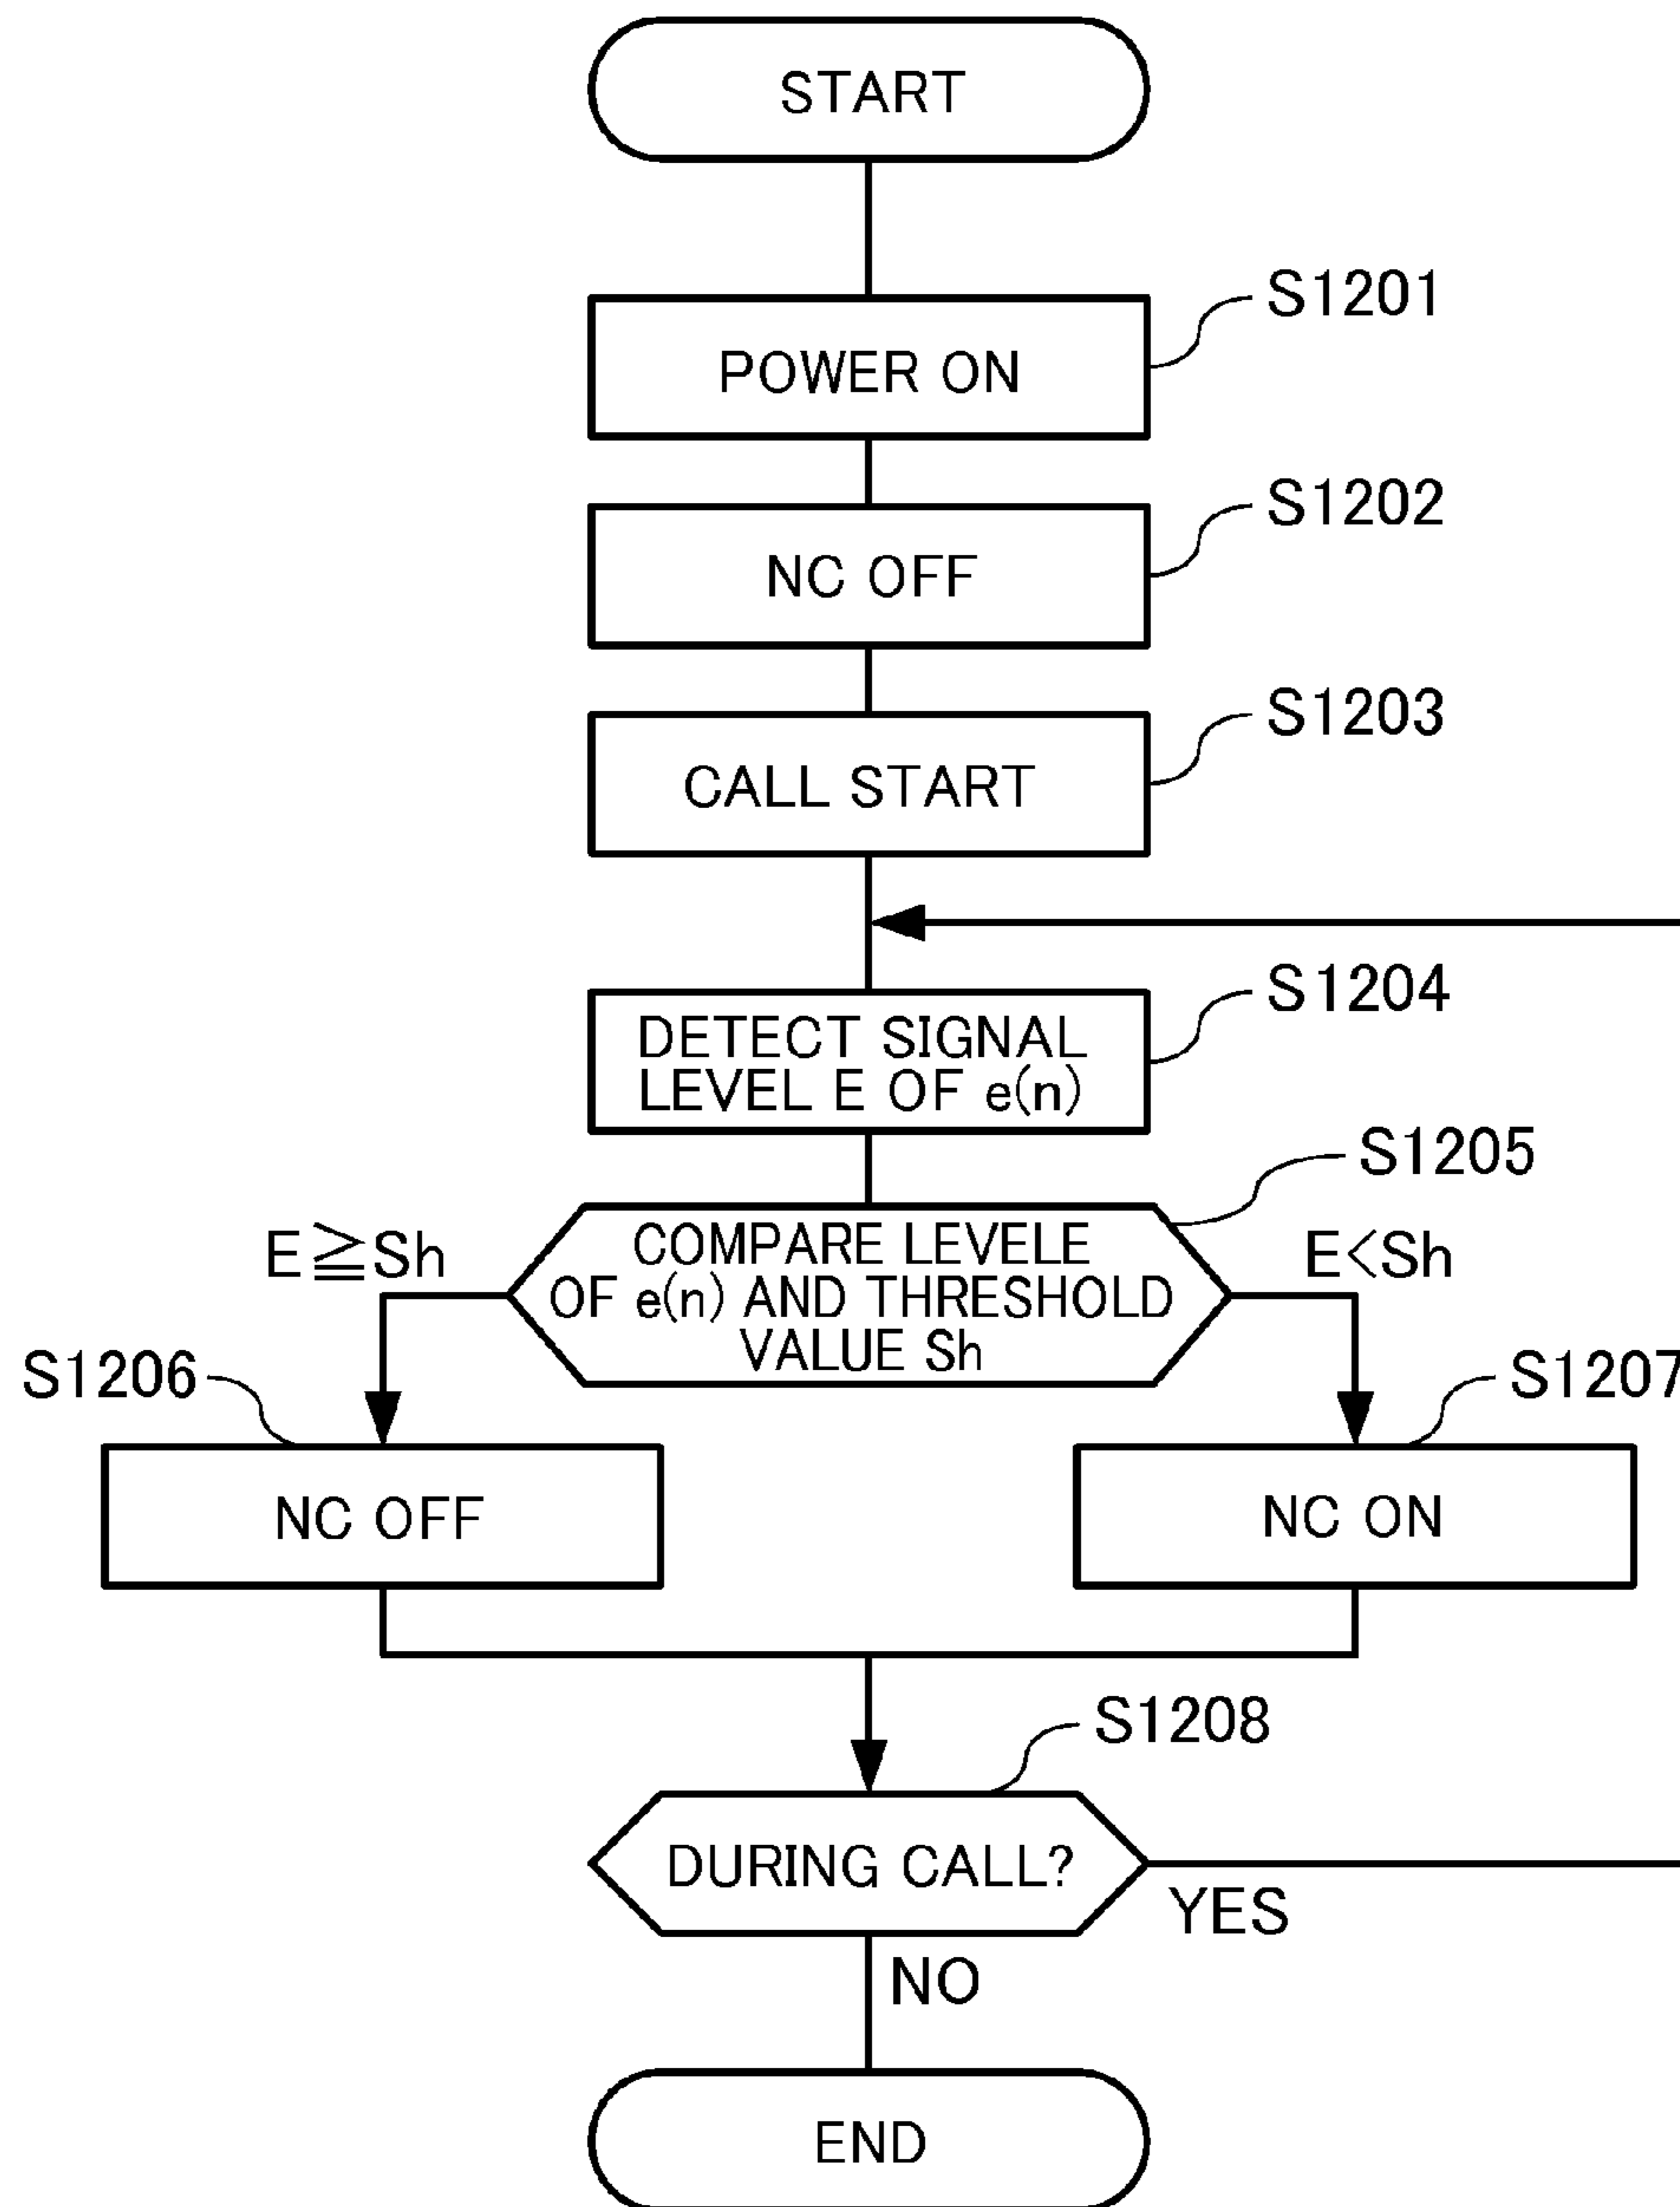 START
S1201
POWER ON
S1202
NC OFF
S1203
CALL START
S1204
DETECT SIGNAL
LEVEL E OF e(n)
S1205
E≧Sh
COMPARE LEVELE
OF e(n) AND THRESHOLD
VALUE Sh
E<Sh
S1206
S1207
NC OFF
NC ON
S1208
DURING CALL?
YES
NO
END